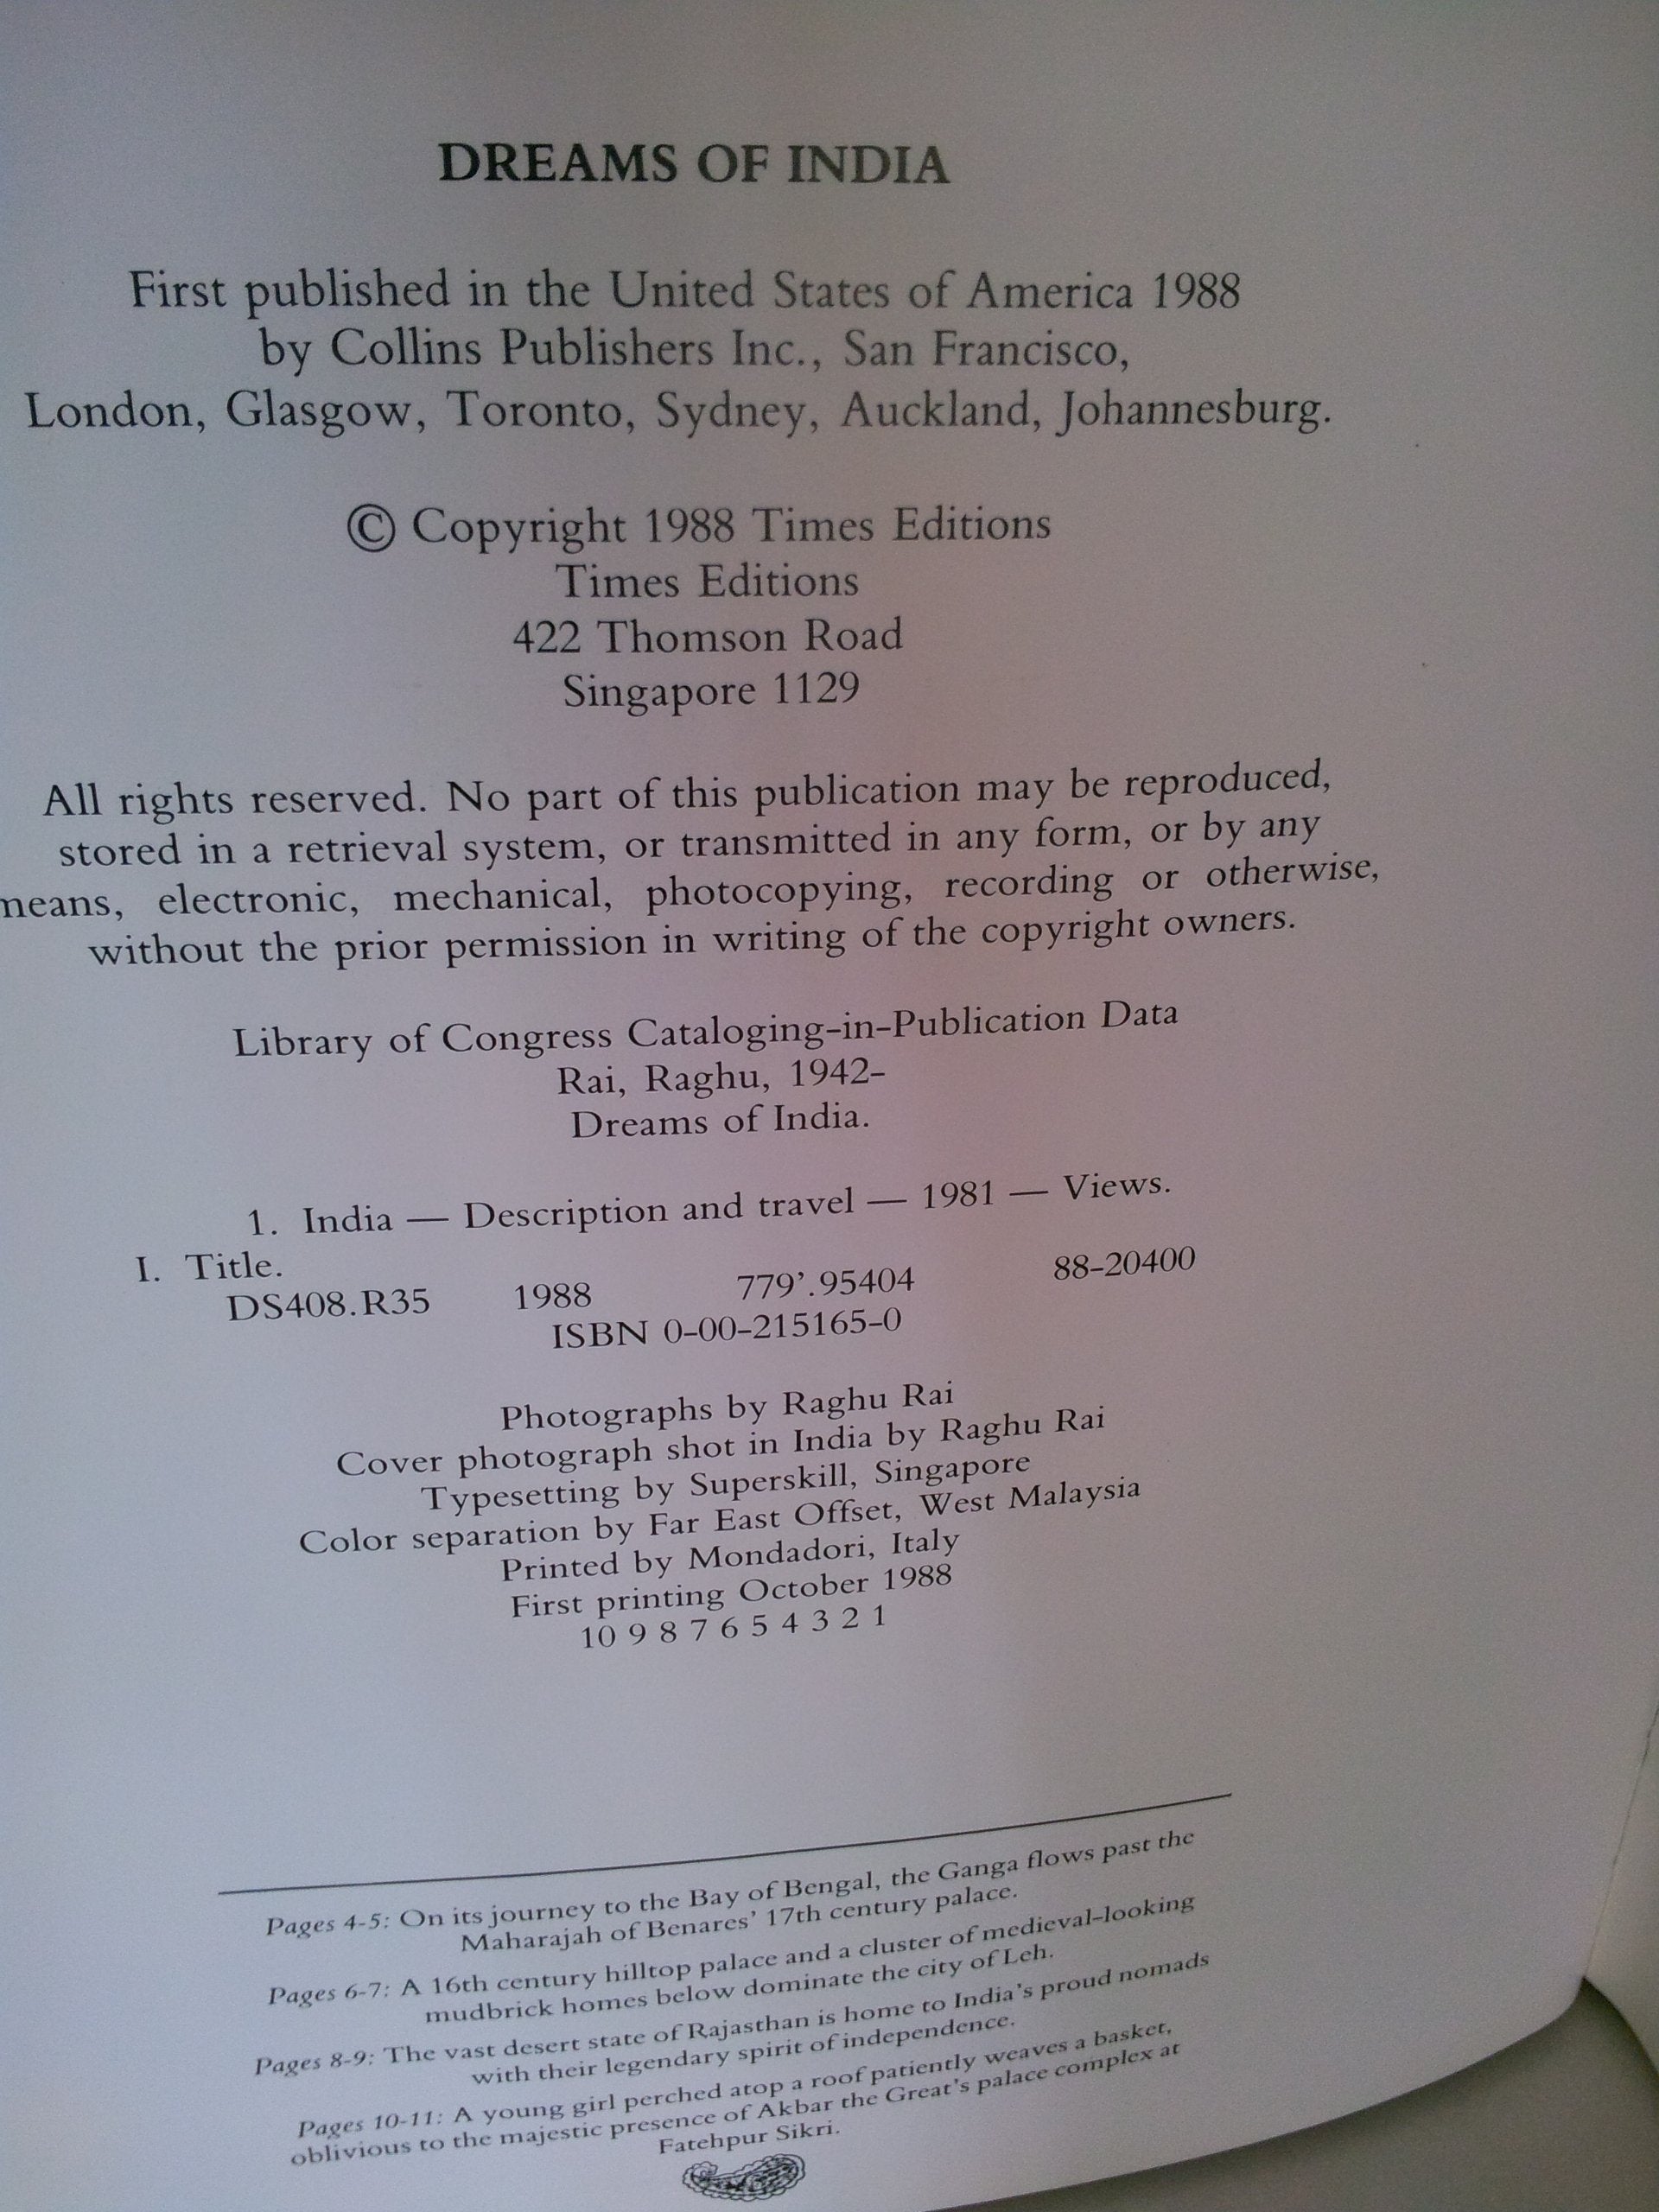 DREAMS OF INDIA
First published in the United States of America 1988
by Collins Publishers Inc., San Francisco,
London, Glasgow, Toronto, Sydney, Auckland, Johannesburg.
© Copyright 1988 Times Editions
Times Editions
422 Thomson Road
Singapore 1129
All rights reserved. No part of this publication may be reproduced,
stored in a retrieval system, or transmitted in any form, or by any
means, electronic, mechanical, photocopying, recording or otherwise,
without the prior permission in writing of the copyright owners.
Library of Congress Cataloging-in-Publication Data
Rai, Raghu, 1942-
Dreams of India.
1. India — Description and travel — 1981 — Views.
I. Title.
DS408.R35 1988 779’.95404 88-20400
ISBN 0-00-215165-0
Photographs by Raghu Rai
Cover photograph shot in India by Raghu Rai
Typesetting by Superskill, Singapore
Color separation by Far East Offset, West Malaysia
Printed by Mondadori, Italy
First printing October 1988
10 9 8 7 6 5 4 3 2 1
Pages 4-5: On its journey to the Bay of Bengal, the Ganga flows past the
Maharajah of Benares’ 17th century palace.
Pages 6-7: A 16th century hilltop palace and a cluster of medieval-looking
mudbrick homes below dominate the city of Leh.
Pages 8-9: The vast desert state of Rajasthan is home to India’s proud nomads
with their legendary spirit of independence.
Pages 10-11: A young girl perched atop a roof patiently weaves a basket,
oblivious to the majestic presence of Akbar the Great’s palace complex at
Fatehpur Sikri.